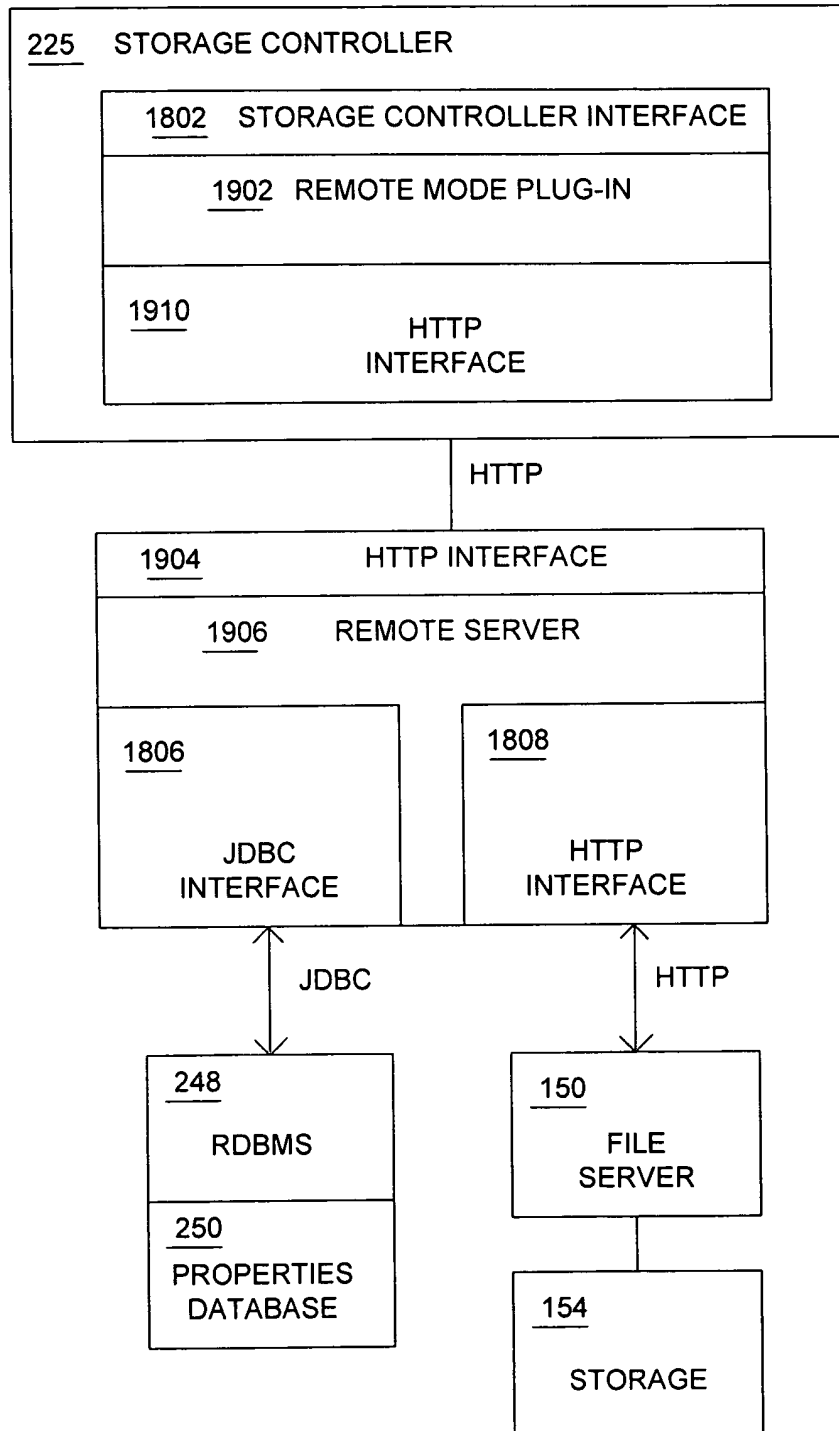 225 STORAGE CONTROLLER
1802 STORAGE CONTROLLER INTERFACE
1902 REMOTE MODE PLUG-IN
1910
HTTP
INTERFACE
HTTP
1904 HTTP INTERFACE
1906 REMOTE SERVER
1806
JDBC
INTERFACE
1808
HTTP
INTERFACE
JDBC
HTTP
248
RDBMS
250
PROPERTIES
DATABASE
150
FILE
SERVER
154
STORAGE